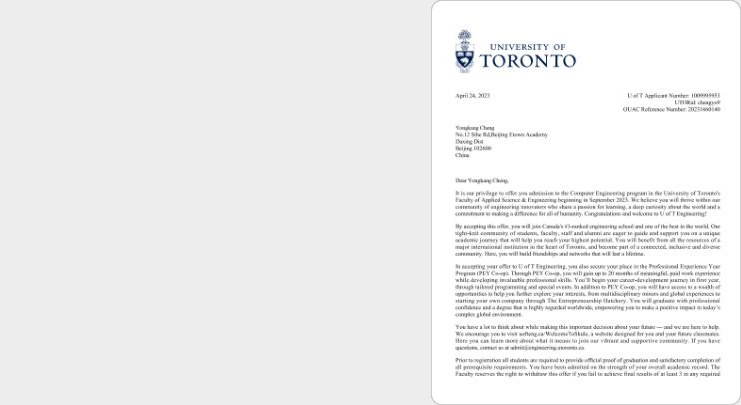 UNIVERSITY OF
TORONTO
April 24, 2023
U of T Applicant Number: 1009995953
UTORid: chengyo9
OUAC Reference Number: 20231660140
Yongkang Cheng
No.12 Sihe Rd,Beijing Etown Academy
Daxing Dist
Beijing 102600
China
Dear Yongkang Cheng,
It is our privilege to offer you admission to the Computer Engineering program in the University of Toronto's
Faculty of Applied Science & Engineering beginning in September 2023. We believe you will thrive within our
community of engineering innovators who share a passion for learning, a deep curiosity about the world and a
commitment to making a difference for all of humanity. Congratulations and welcome to U of T Engineering!
By accepting this offer, you will join Canada's #1-ranked engineering school and one of the best in the world. Our
tight-knit community of students, faculty, staff and alumni are eager to guide and support you on a unique
academic journey that will help you reach your highest potential. You will benefit from all the resources of a
major international institution in the heart of Toronto, and become part of a connected, inclusive and diverse
community. Here, you will build friendships and networks that will last a lifetime.
In accepting your offer to U of T Engineering, you also secure your place in the Professional Experience Year
Program (PEY Co-op). Through PEY Co-op, you will gain up to 20 months of meaningful, paid work experience
while developing invaluable professional skills. You'll begin your career-development journey in first year,
through tailored programming and special events. In addition to PEY Co-op, you will have access to a wealth of
opportunities to help you further explore your interests, from multidisciplinary minors and global experiences to
starting your own company through The Entrepreneurship Hatchery. You will graduate with professional
confidence and a degree that is highly regarded worldwide, empowering you to make a positive impact in today's
complex global environment.
You have a lot to think about while making this important decision about your future — and we are here to help.
We encourage you to visit uofteng.ca/WelcomeToSkule, a website designed for you and your future classmates.
Here you can learn more about what it means to join our vibrant and supportive community. If you have
questions, contact us at admit@engineering.utoronto.ca.
Prior to registration all students are required to provide official proof of graduation and satisfactory completion of
all prerequisite requirements. You have been admitted on the strength of your overall academic record. The
Faculty reserves the right to withdraw this offer if you fail to achieve final results of at least 3 in any required